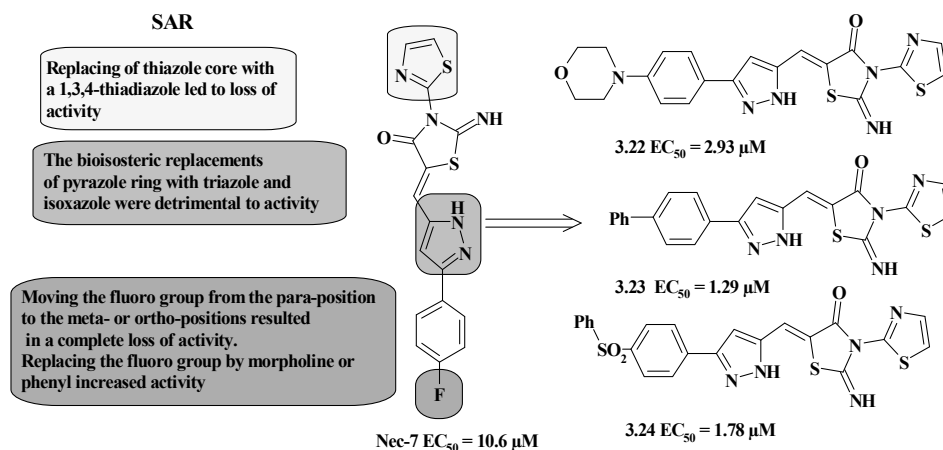 SAR
Replacing of thiazole core with
a 1,3,4-thiadiazole led to loss of
activity
The bioisosteric replacements
of pyrazole ring with triazole and
isoxazole were detrimental to activity
Moving the fluoro group from the para-position
to the meta- or ortho-positions resulted
in a complete loss of activity.
Replacing the fluoro group by morpholine or
phenyl increased activity
N
S
N
NH
O
S
H
N
N
F
Nec-7 EC50 = 10.6 µM
O
N
N
NH
O
N
N
S
S
NH
3.22 EC50 = 2.93 µM
Ph
N
NH
O
N
N
S
S
NH
3.23 EC50 = 1.29 µM
Ph
SO2
N
NH
O
N
N
S
S
NH
3.24 EC50 = 1.78 µM